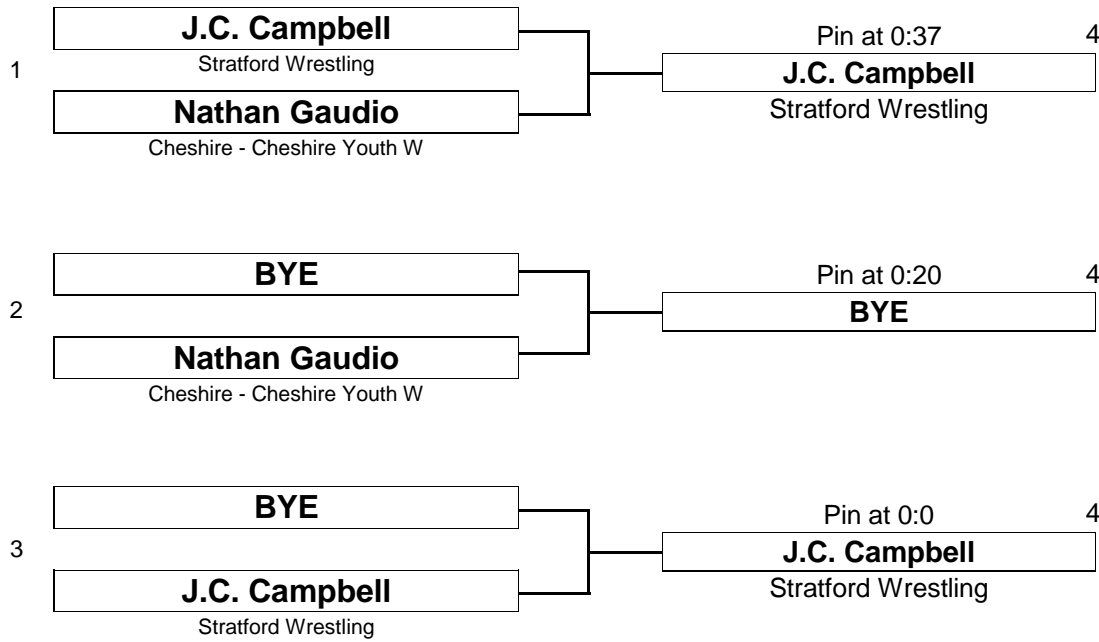 J.C. Campbell
Stratford Wrestling
1
Nathan Gaudio
Cheshire - Cheshire Youth W
Pin at 0:37 4
J.C. Campbell
Stratford Wrestling
BYE
2
Nathan Gaudio
Cheshire - Cheshire Youth W
Pin at 0:20 4
BYE
BYE
3
J.C. Campbell
Stratford Wrestling
Pin at 0:0 4
J.C. Campbell
Stratford Wrestling